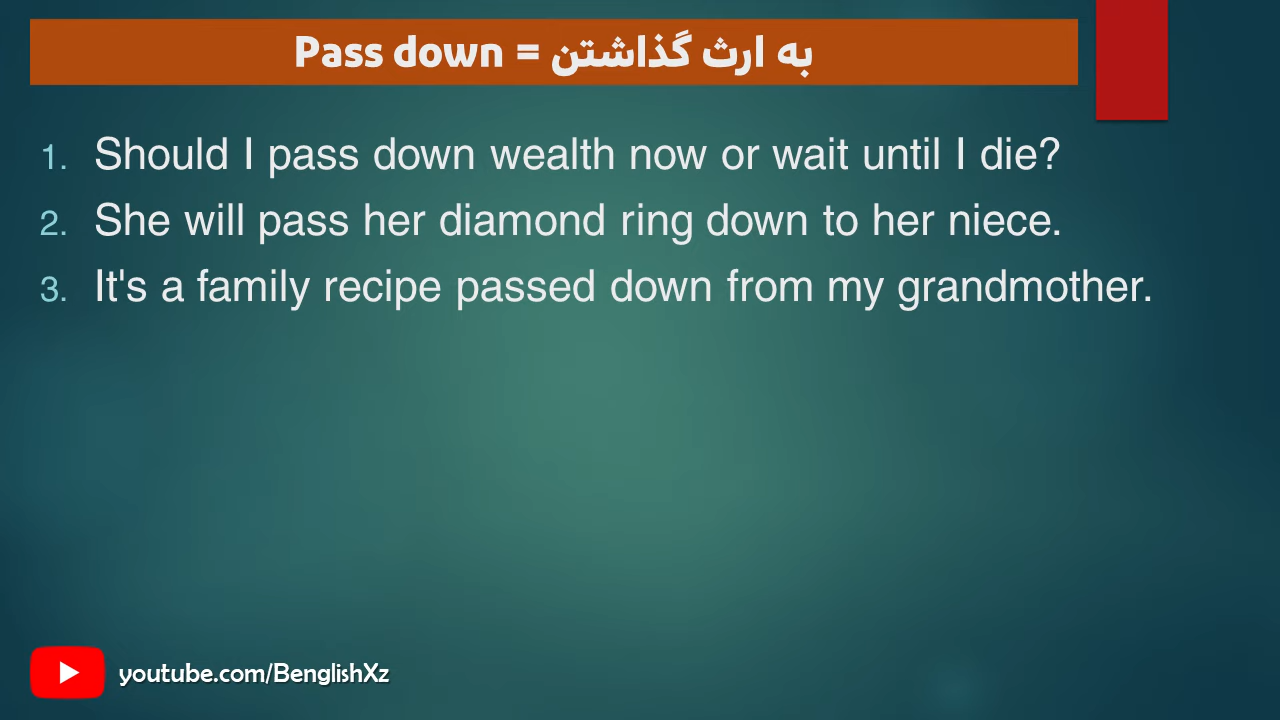 Pass down = به ارث گذاشتن
1. Should I pass down wealth now or wait until I die?
2. She will pass her diamond ring down to her niece.
3. It's a family recipe passed down from my grandmother.
youtube.com/BenglishXz